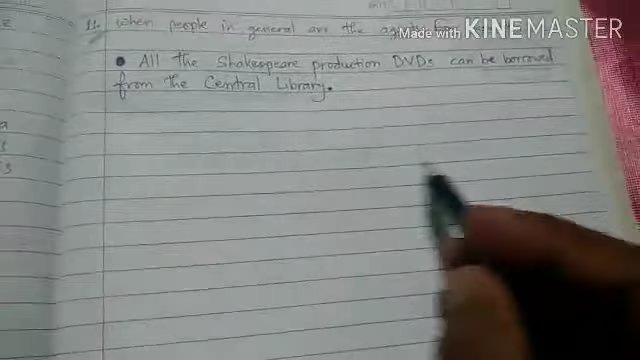 11. When people in general are the agents
Made with KINEMASTER
• All the Shakespeare production DVDs can be borrowed
from the Central Library.